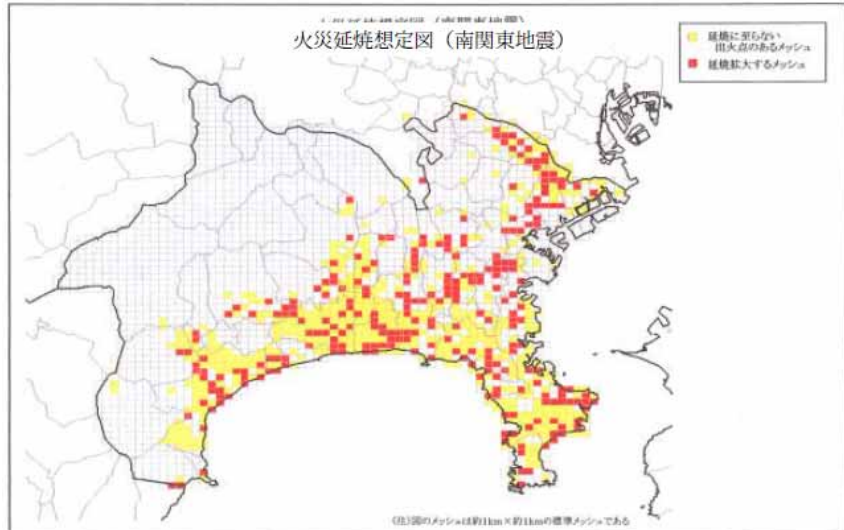 火災延焼想定図（南関東地震）
延焼に至らない
出火点のあるメッシュ
延焼拡大するメッシュ
（注）図のメッシュは約1km×約1kmの標準メッシュである